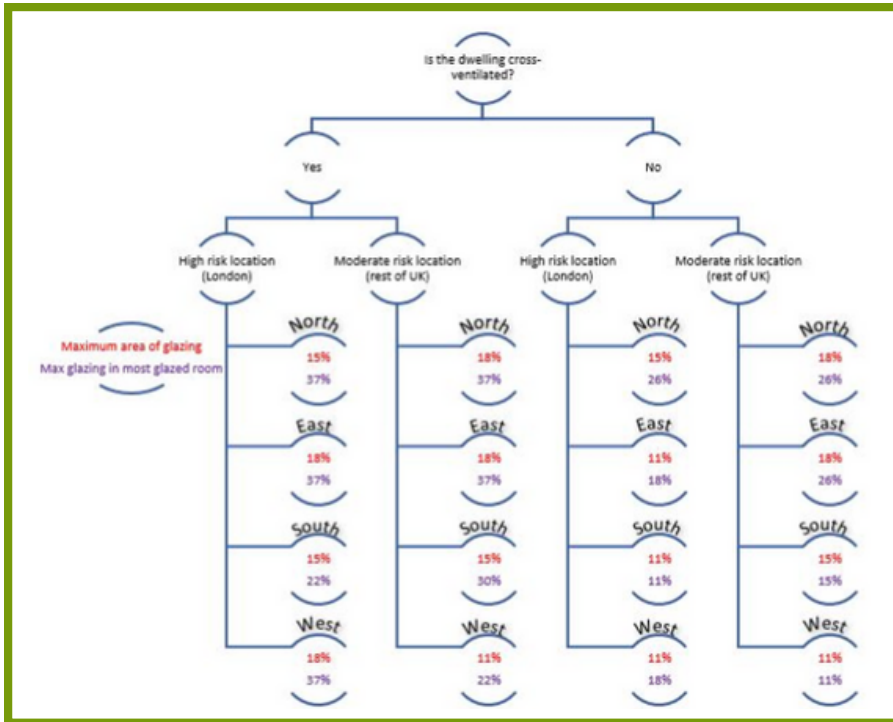 Is the dwelling cross-
ventilated?
Yes
No
High risk location
(London)
Moderate risk location
(rest of UK)
High risk location
(London)
Moderate risk location
(rest of UK)
Maximum area of glazing
Max glazing in most glazed room
North
15%
37%
North
18%
37%
North
15%
26%
North
18%
26%
East
18%
37%
East
18%
37%
East
11%
18%
East
18%
26%
South
15%
22%
South
15%
30%
South
11%
11%
South
15%
15%
West
18%
37%
West
11%
22%
West
11%
18%
West
11%
11%